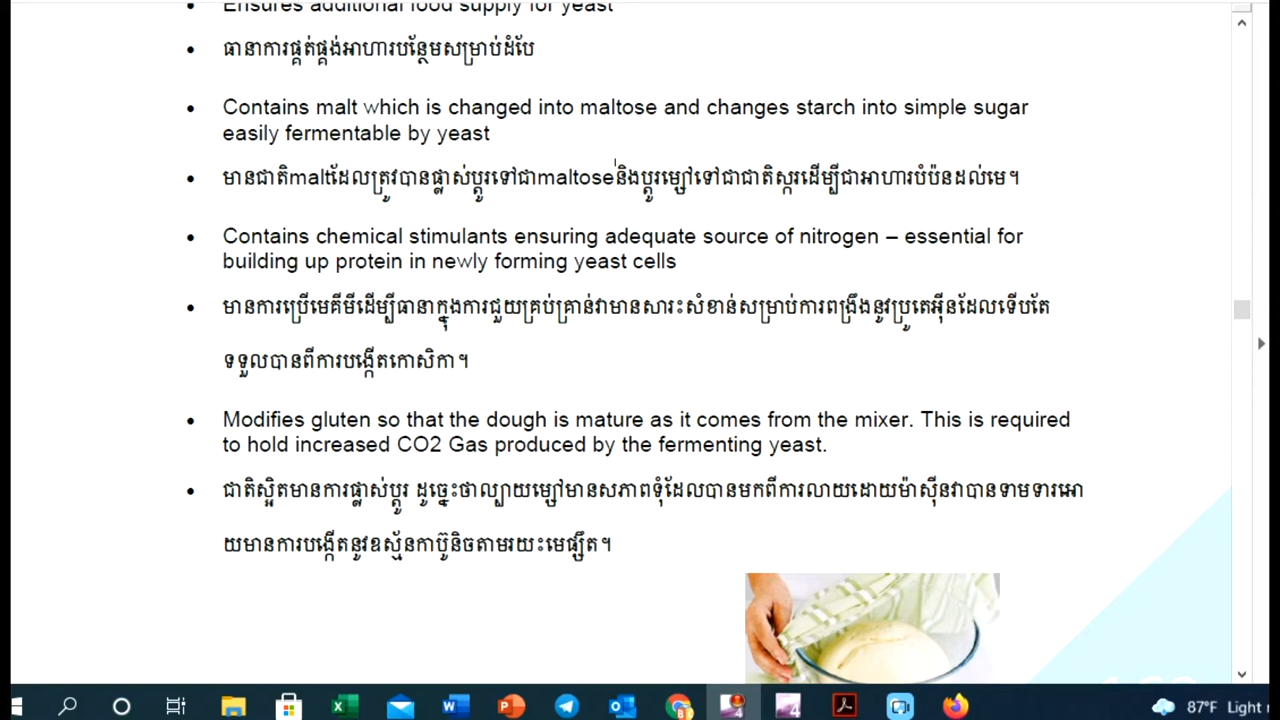 • Ensures additional food supply for yeast
• ធានាការផ្គត់ផ្គង់អាហារបន្ថែមសម្រាប់ដំបែ
• Contains malt which is changed into maltose and changes starch into simple sugar
easily fermentable by yeast
• មានជាតិmaltដែលត្រូវបានផ្លាស់ប្តូរទៅជាmaltoseនិងប្តូរម្សៅទៅជាជាតិស្ករដើម្បីជាអាហារបំប៉នដល់មេ។
• Contains chemical stimulants ensuring adequate source of nitrogen – essential for
building up protein in newly forming yeast cells
• មានការប្រើមេគីមីដើម្បីធានាក្នុងការជួយគ្រប់គ្រាន់វាមានសារះសំខាន់សម្រាប់ការពង្រឹងនូវប្រូតេអ៊ីនដែលទើបតែ
ទទួលបានពីការបង្កើតកោសិកា។
• Modifies gluten so that the dough is mature as it comes from the mixer. This is required
to hold increased CO2 Gas produced by the fermenting yeast.
• ជាតិស្អិតមានការផ្លាស់ប្តូរ ដូច្នេះថាល្បាយម្សៅមានសភាពទុំដែលបានមកពីការលាយដោយម៉ាស៊ីនវាបានទាមទារអោ
យមានការបង្កើតនូវឧស្ម័នកាប៊ូនិចតាមរយះមេផ្សឹត។
87°F Light r